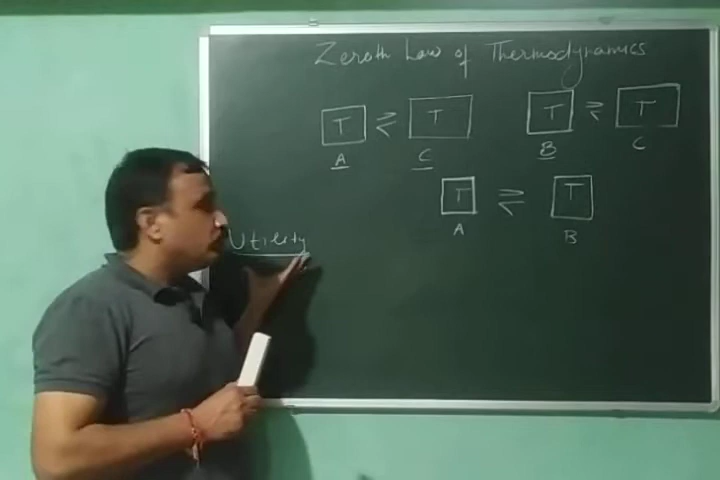 Zeroth Law of Thermodynamics
T ⇌ T T ⇌ T
A C B C
T ⇌ T
A B
Utility